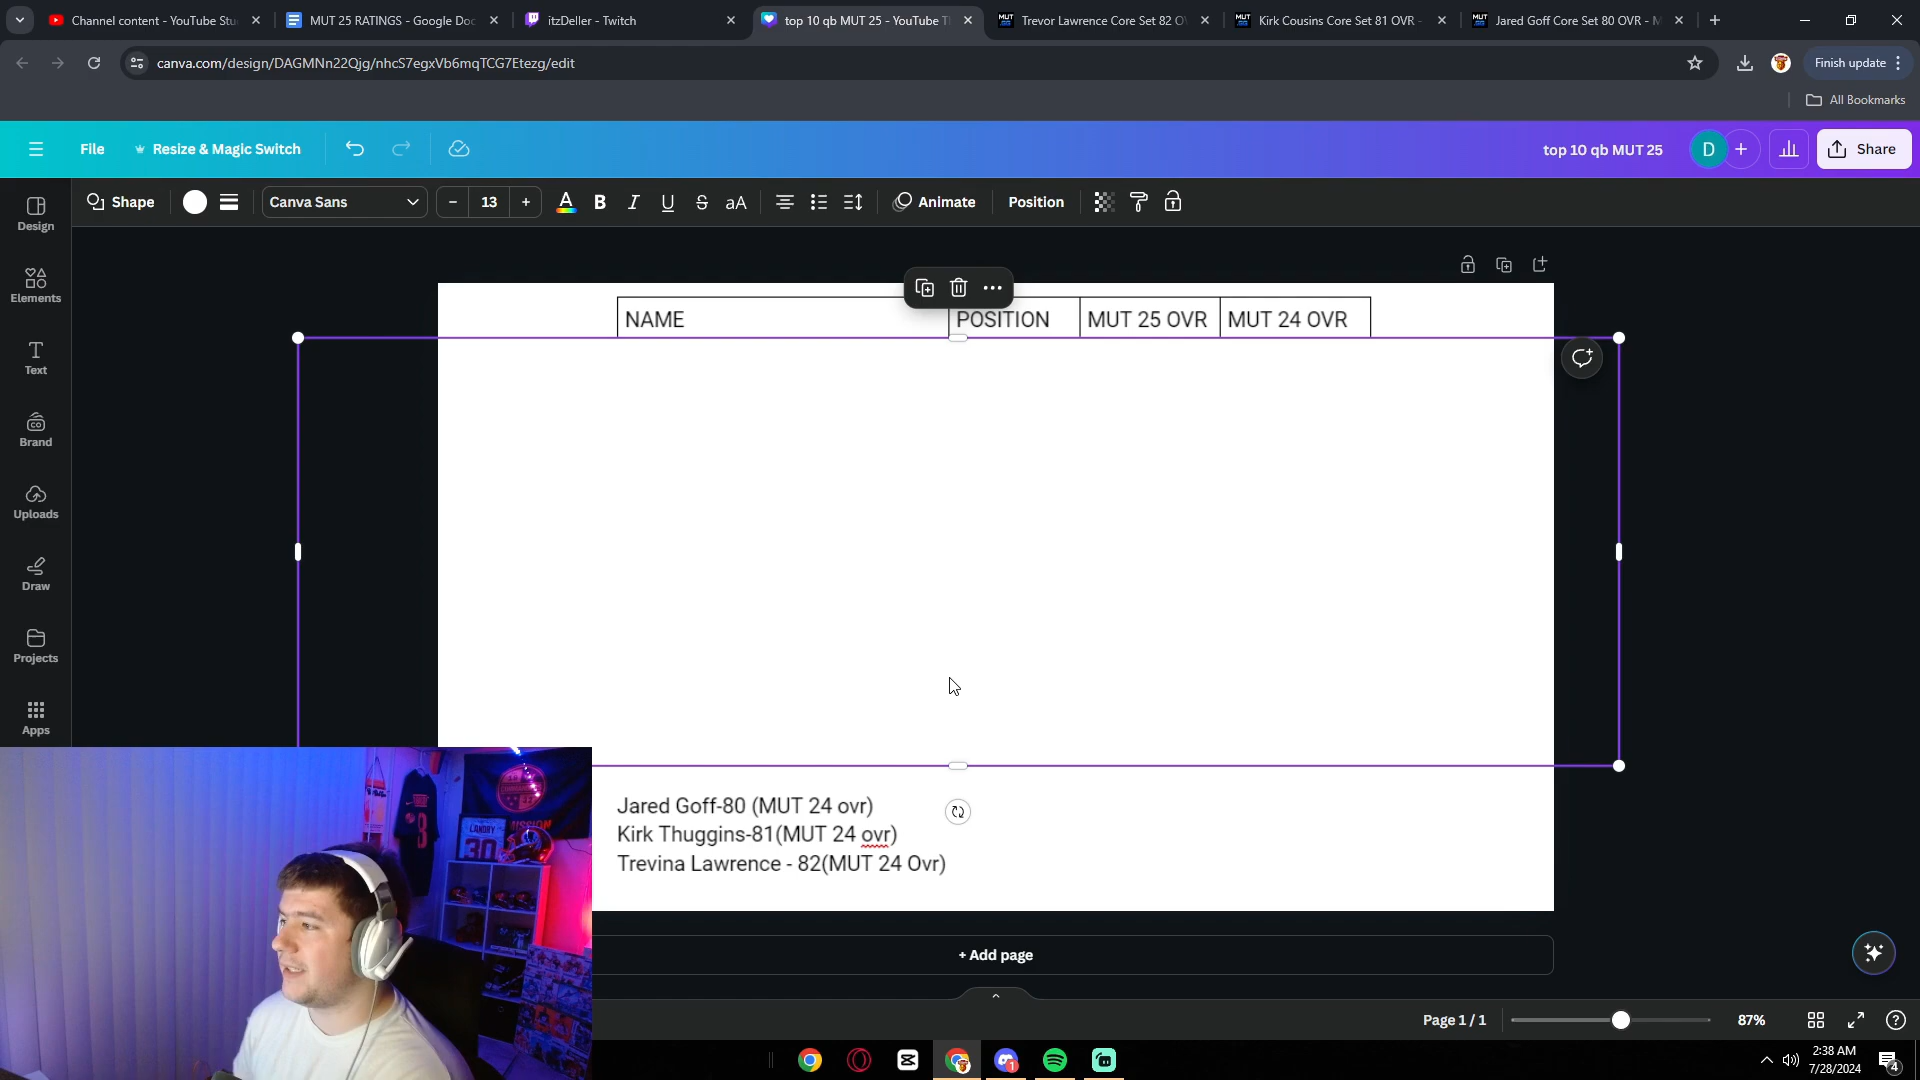 Channel content - YouTube Stu
MUT 25 RATINGS - Google Doc
itzDeller - Twitch
top 10 qb MUT 25 - YouTube T
Trevor Lawrence Core Set 82 O
Kirk Cousins Core Set 81 OVR -
Jared Goff Core Set 80 OVR - M
canva.com/design/DAGMNn22Qjg/nhcS7egxVb6mqTCG7Etezg/edit
Finish update
All Bookmarks
File
Resize & Magic Switch
top 10 qb MUT 25
D
Share
Shape
Canva Sans
13
A
B
I
U
S
aA
Animate
Position
Design
Elements
Text
Brand
Uploads
Draw
Projects
Apps
NAME
POSITION
MUT 25 OVR
MUT 24 OVR
Jared Goff-80 (MUT 24 ovr)
Kirk Thuggins-81(MUT 24 ovr)
Trevina Lawrence - 82(MUT 24 Ovr)
LANDRY
30
+ Add page
Page 1 / 1
87%
2:38 AM
7/28/2024